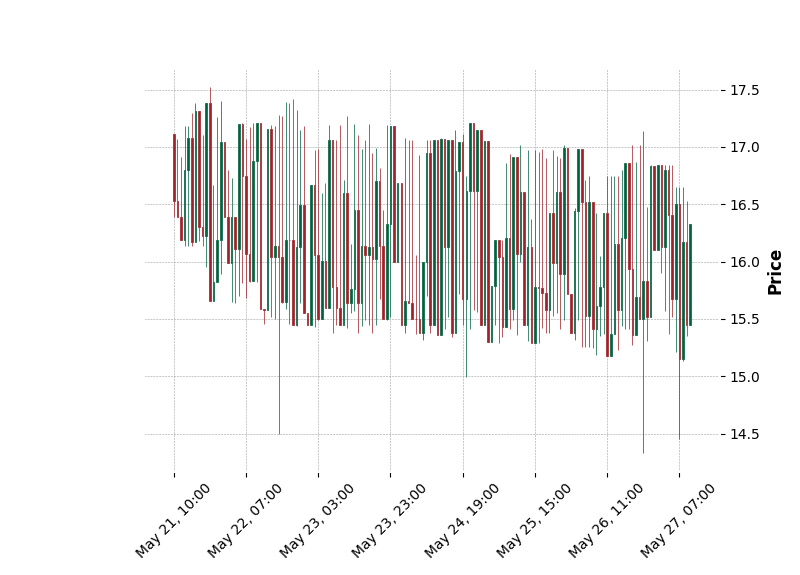 17.5
17.0
16.5
16.0
15.5
15.0
14.5
Price
May 21, 10:00
May 22, 07:00
May 23, 03:00
May 23, 23:00
May 24, 19:00
May 25, 15:00
May 26, 11:00
May 27, 07:00